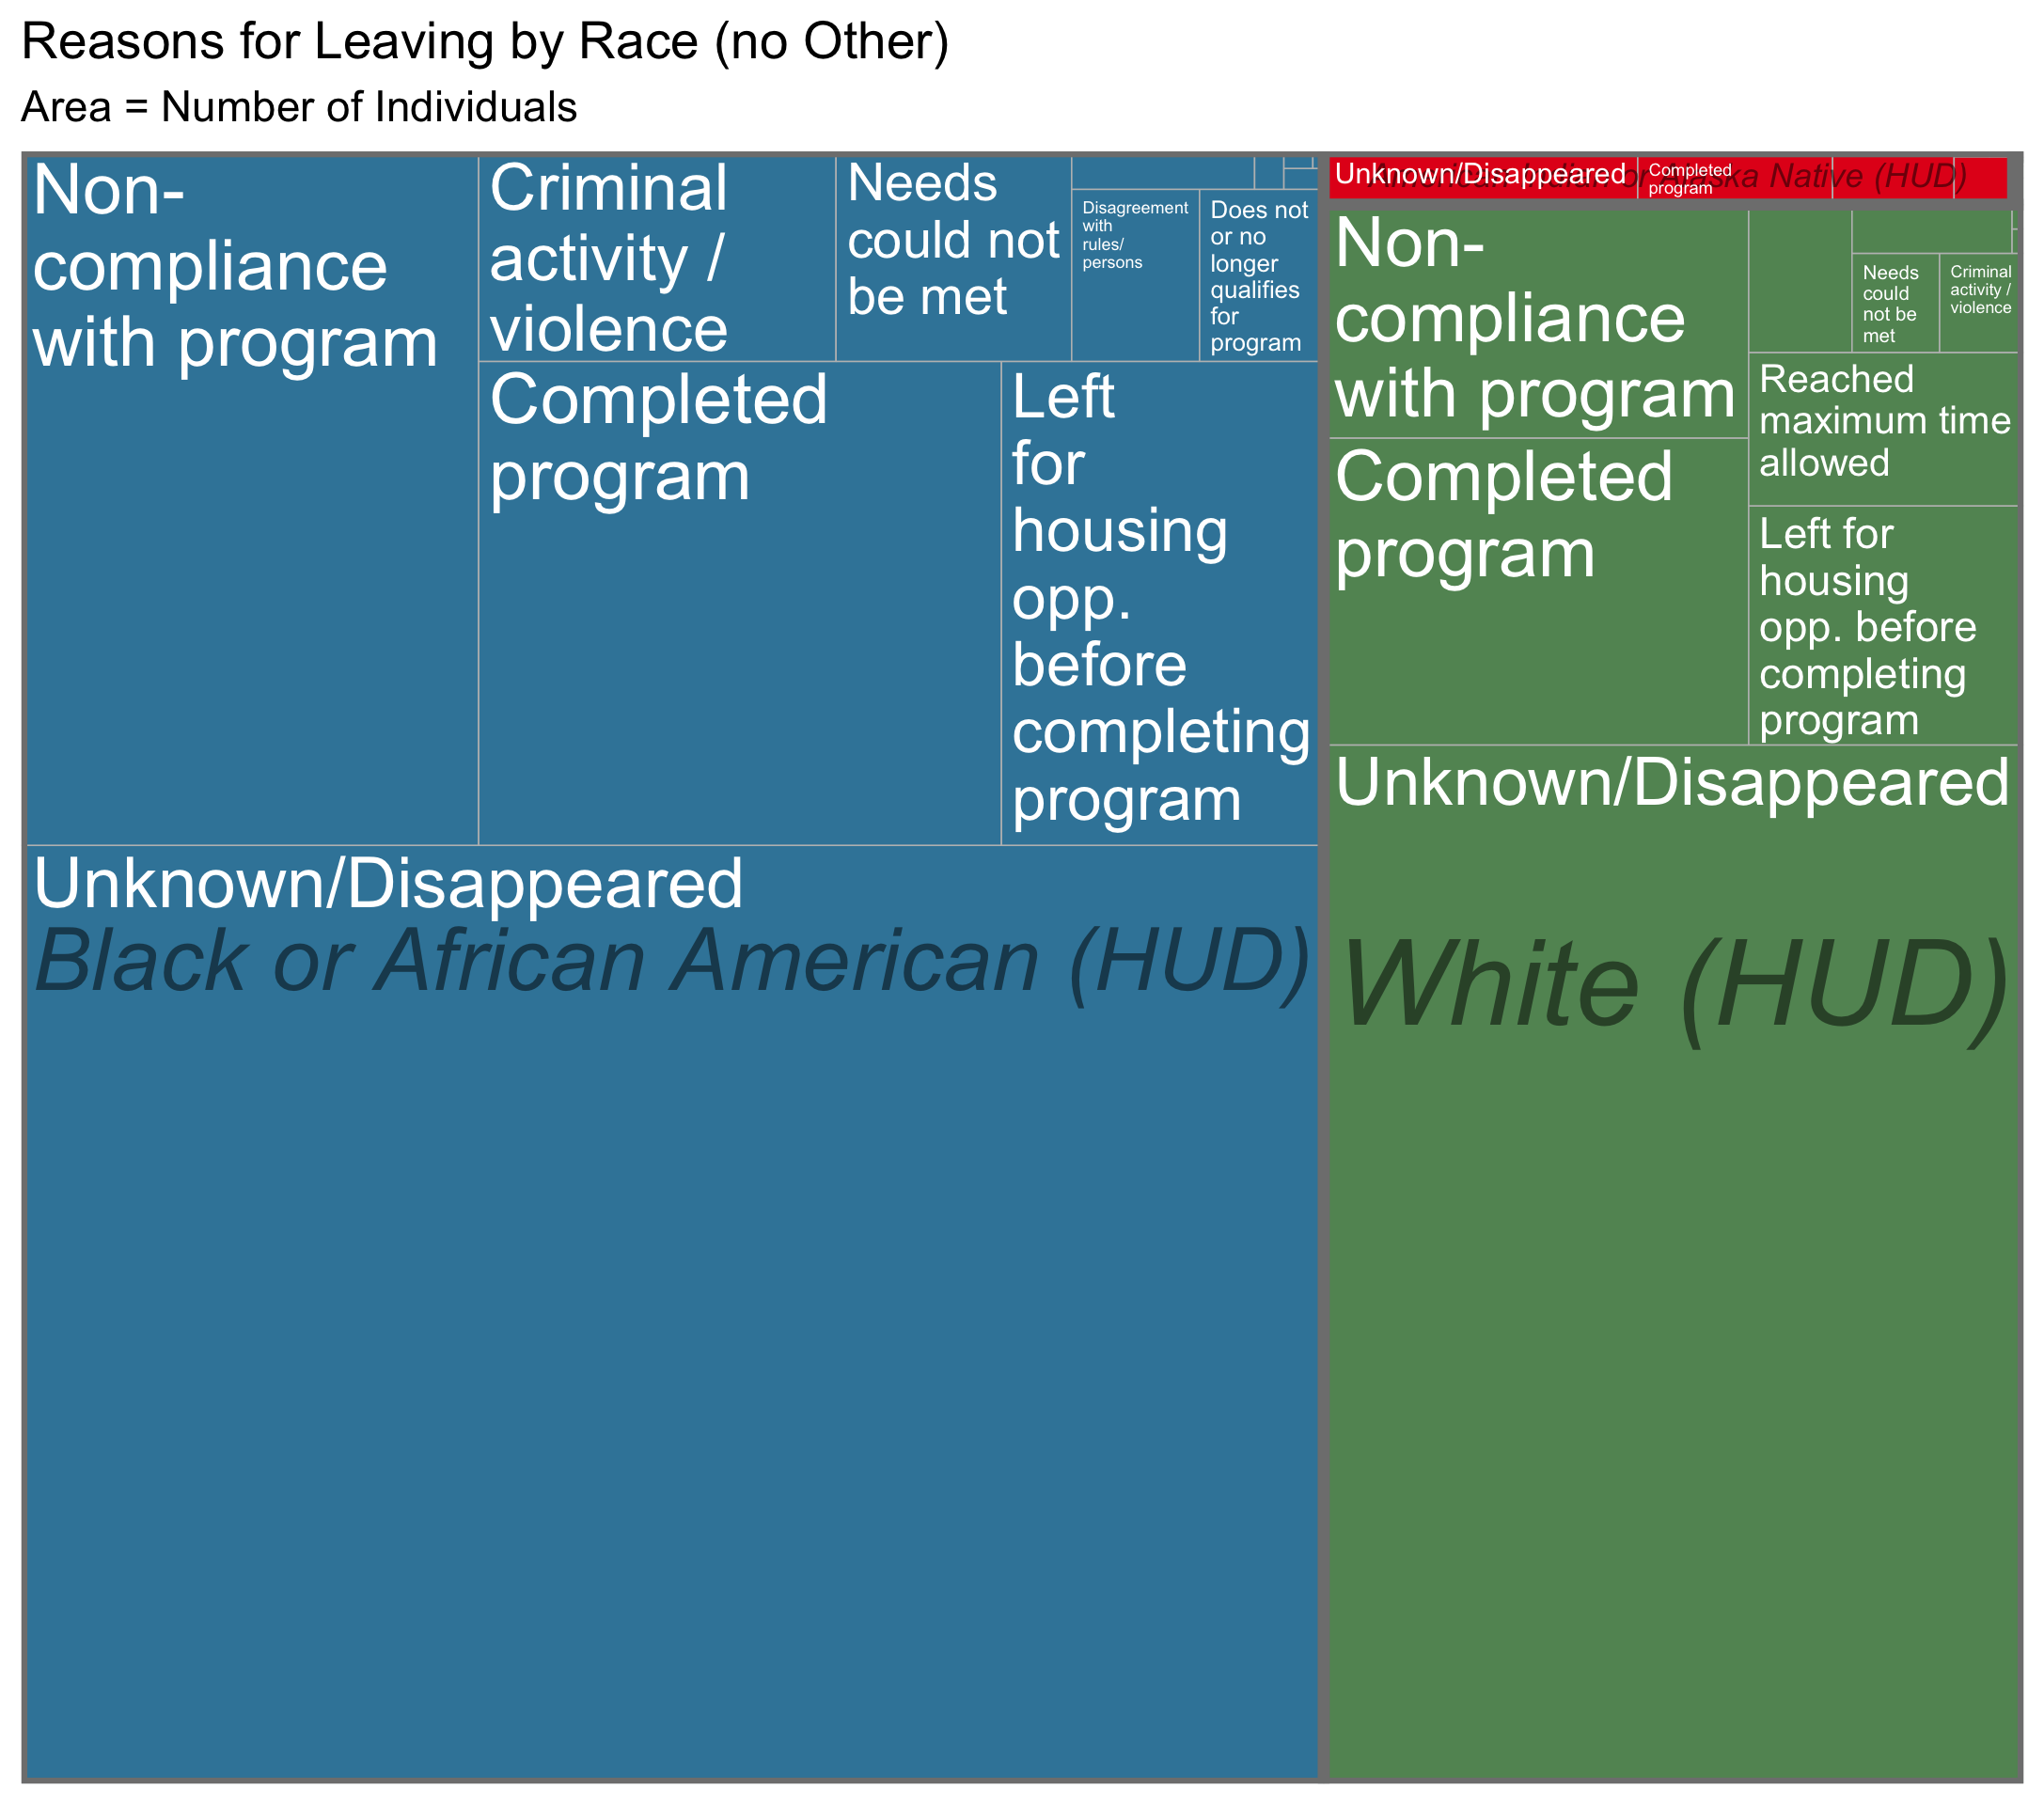 Reasons for Leaving by Race (no Other)
Area = Number of Individuals
Non-
compliance
with program
Criminal
activity /
violence
Needs
could not
be met
Disagreement
with
rules/
persons
Does not
or no
longer
qualifies
for
program
Completed
program
Left
for
housing
opp.
before
completing
program
Unknown/Disappeared
Black or African American (HUD)
Unknown/Disappeared
Completed
program
American Indian or Alaska Native (HUD)
Non-
compliance
with program
Needs
could
not be
met
Criminal
activity /
violence
Reached
maximum time
allowed
Completed
program
Left for
housing
opp. before
completing
program
Unknown/Disappeared
White (HUD)